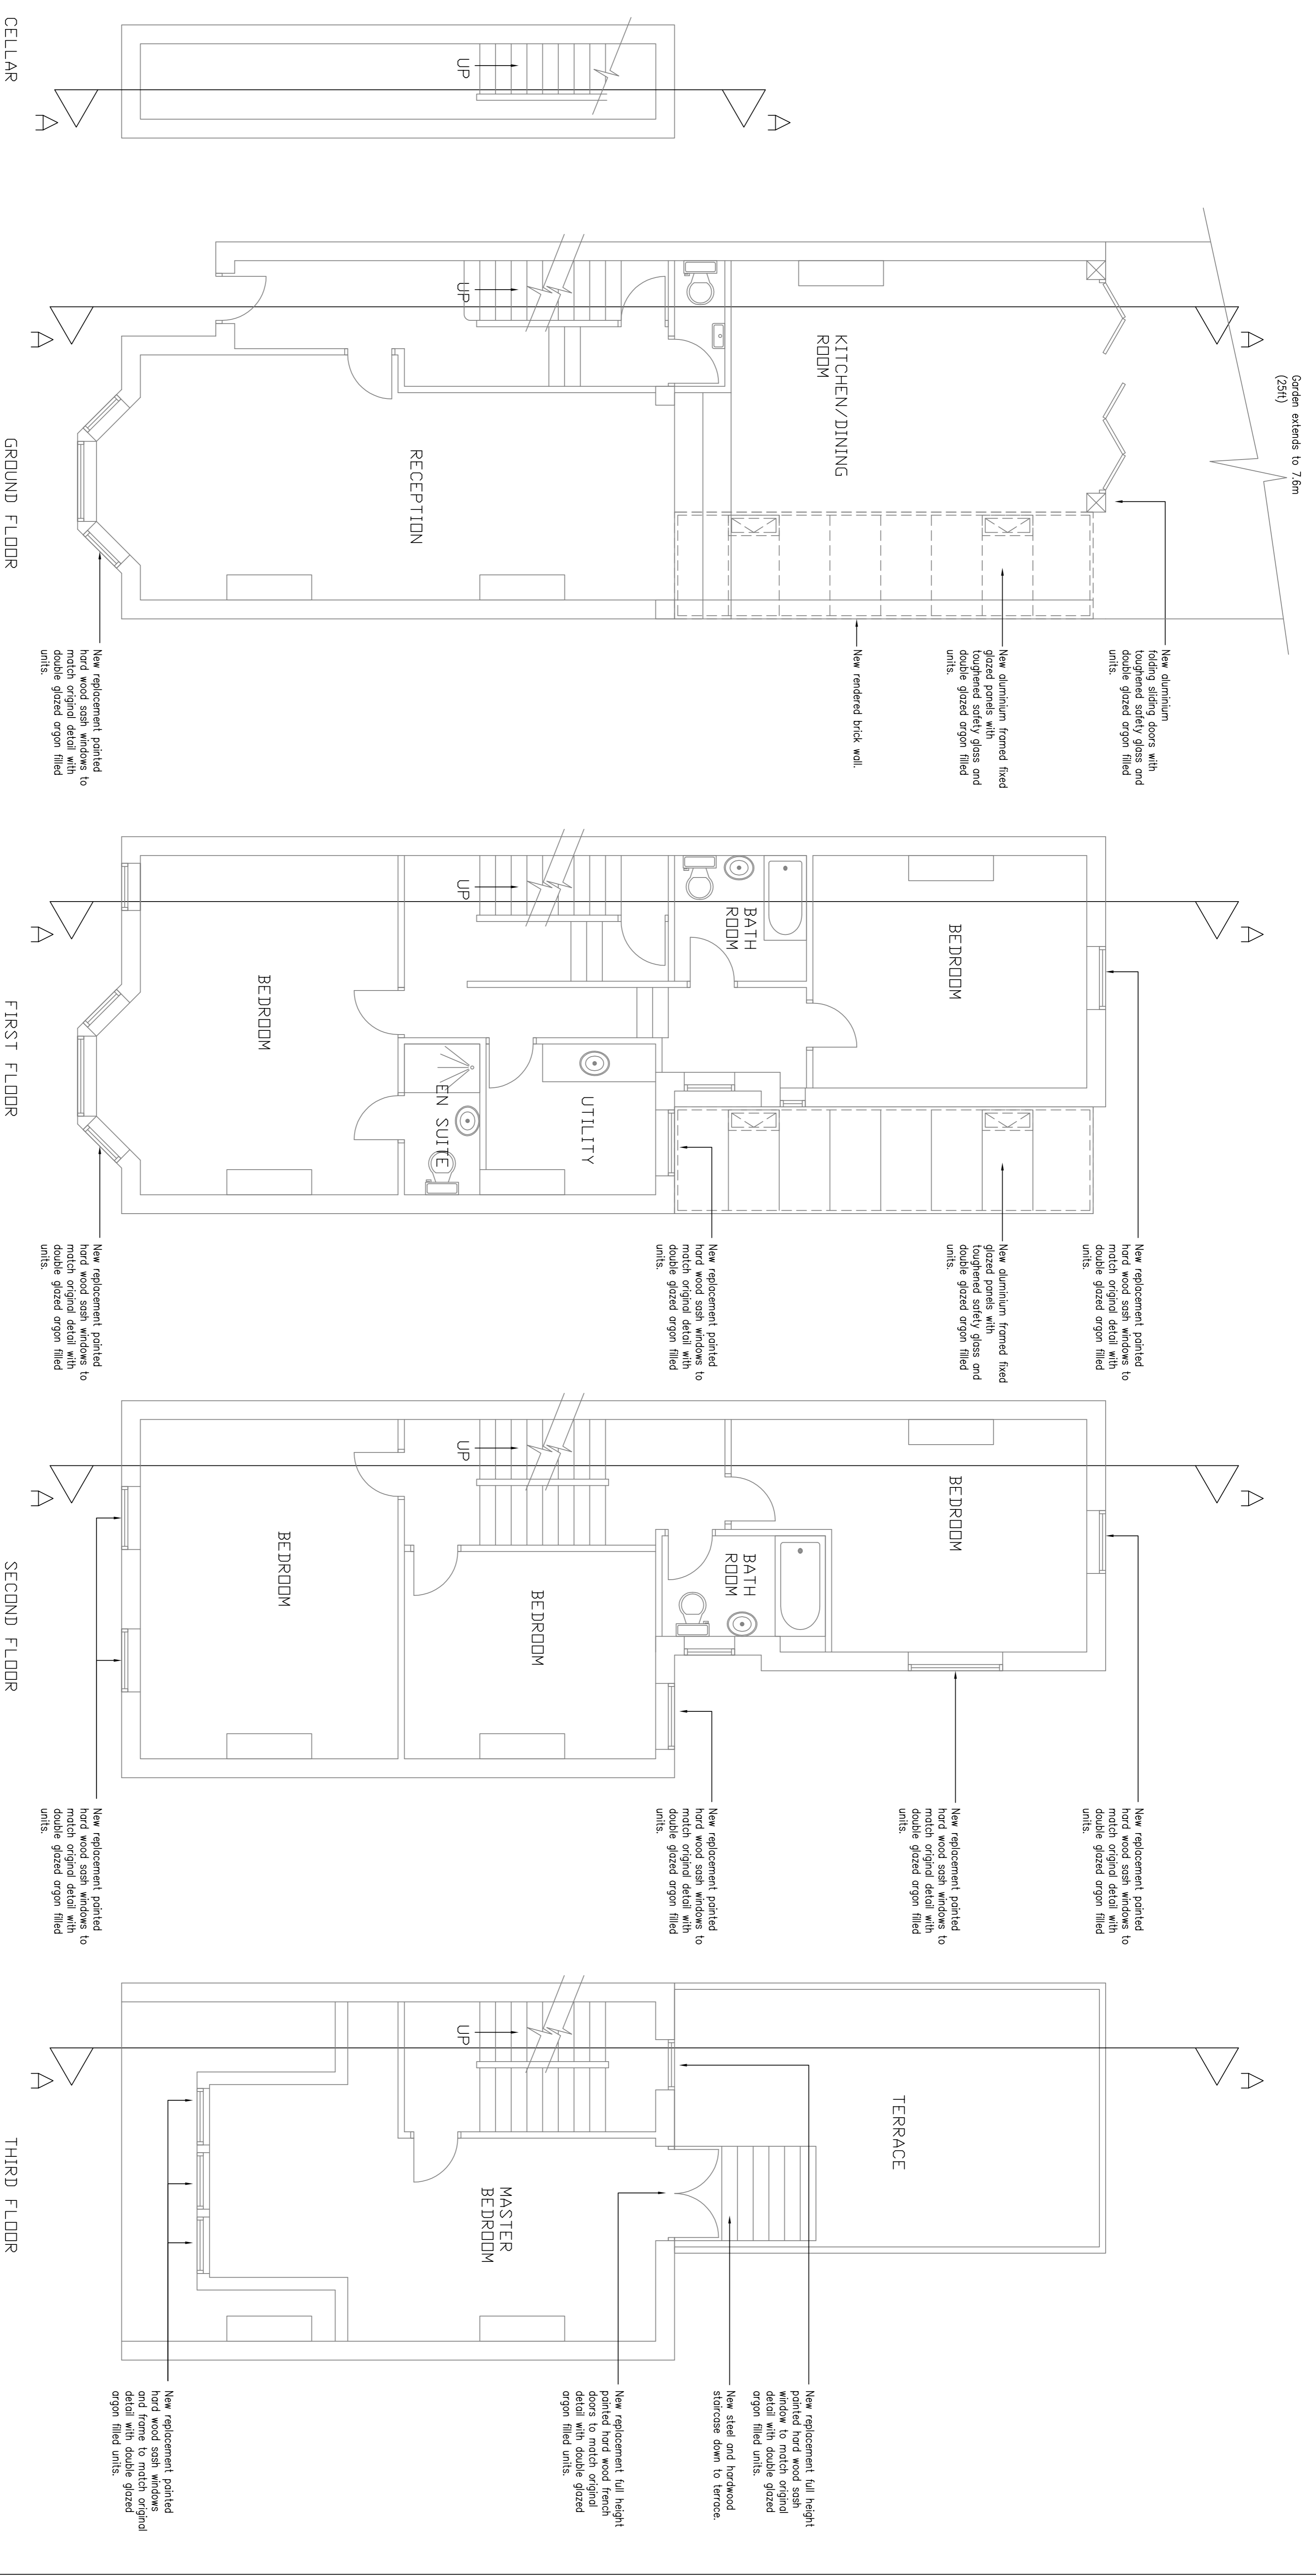 Garden extends to 7.6m
(25ft)
UP
A
A
CELLAR
A
A
UP
KITCHEN/DINING
ROOM
RECEPTION
New aluminium
folding sliding doors with
toughened safety glass and
double glazed argon filled
units.
New aluminium framed fixed
glazed panels with
toughened safety glass and
double glazed argon filled
units.
New rendered brick wall.
New replacement painted
hard wood sash windows to
match original detail with
double glazed argon filled
units.
GROUND FLOOR
A
A
UP
BATH
ROOM
BEDROOM
BEDROOM
EN SUITE
UTILITY
New replacement painted
hard wood sash windows to
match original detail with
double glazed argon filled
units.
New aluminium framed fixed
glazed panels with
toughened safety glass and
double glazed argon filled
units.
New replacement painted
hard wood sash windows to
match original detail with
double glazed argon filled
units.
New replacement painted
hard wood sash windows to
match original detail with
double glazed argon filled
units.
FIRST FLOOR
A
A
UP
BEDROOM
BATH
ROOM
BEDROOM
BEDROOM
New replacement painted
hard wood sash windows to
match original detail with
double glazed argon filled
units.
New replacement painted
hard wood sash windows to
match original detail with
double glazed argon filled
units.
New replacement painted
hard wood sash windows to
match original detail with
double glazed argon filled
units.
New replacement painted
hard wood sash windows to
match original detail with
double glazed argon filled
units.
SECOND FLOOR
A
A
UP
TERRACE
MASTER
BEDROOM
New replacement full height
painted hard wood sash
window to match original
detail with double glazed
argon filled units.
New steel and hardwood
staircase down to terrace.
New replacement full height
painted hard wood french
doors to match original
detail with double glazed
argon filled units.
New replacement painted
hard wood sash windows
and frame to match original
detail with double glazed
argon filled units.
THIRD FLOOR